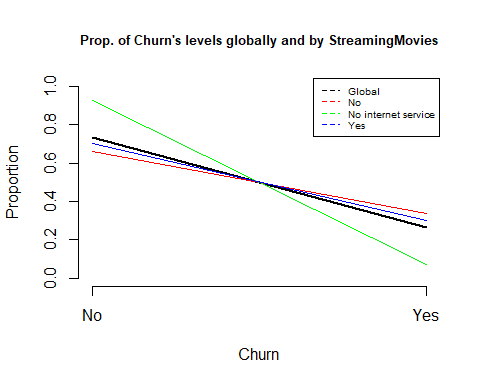 Prop. of Churn's levels globally and by StreamingMovies
Global
No
No internet service
Yes
Proportion
1.0
0.8
0.6
0.4
0.2
0.0
No
Yes
Churn